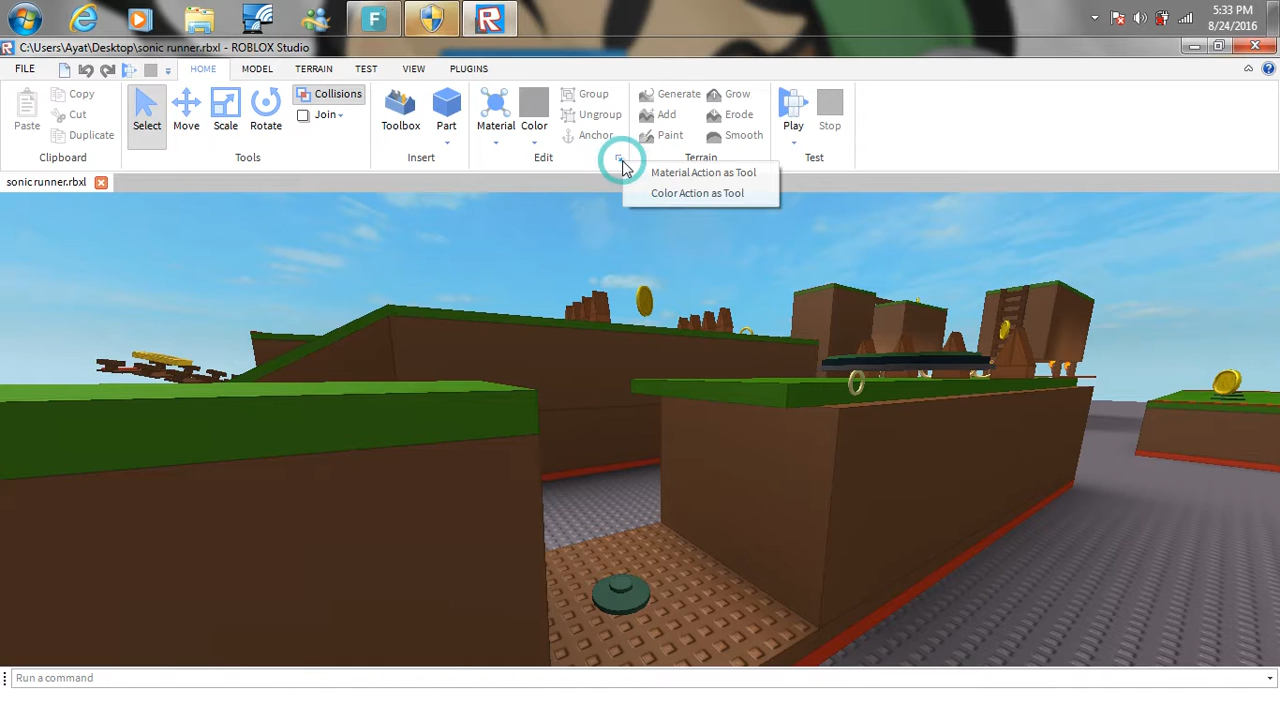 F
5:33 PM
8/24/2016
C:\Users\Ayat\Desktop\sonic runner.rbxl - ROBLOX Studio
FILE HOME MODEL TERRAIN TEST VIEW PLUGINS
Paste
Copy
Cut
Duplicate
Clipboard
Select
Move
Scale
Rotate
Collisions
Join
Tools
Toolbox
Part
Insert
Material
Color
Group
Ungroup
Anchor
Edit
Generate
Add
Paint
Grow
Erode
Smooth
Terrain
Play
Stop
Test
Material Action as Tool
Color Action as Tool
sonic runner.rbxl
Run a command